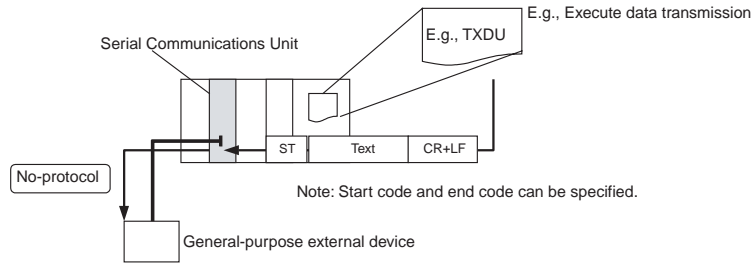 E.g., Execute data transmission
E.g., TXDU
Serial Communications Unit
ST Text CR+LF
No-protocol
Note: Start code and end code can be specified.
General-purpose external device